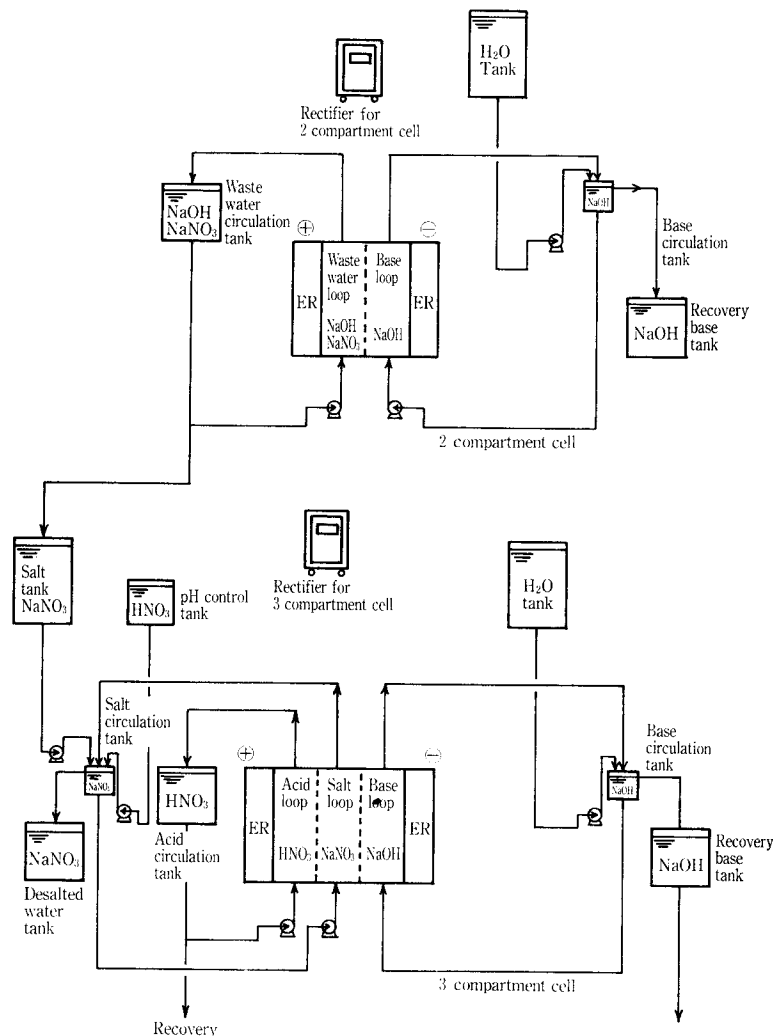 H₂O
Tank
Rectifier for
2 compartment cell
Waste
water
circulation
tank
NaOH
NaNO₃
⊕
⊖
NaOH
Base
circulation
tank
ER
Waste
water
loop
NaOH
NaNO₃
Base
loop
NaOH
ER
NaOH
Recovery
base
tank
2 compartment cell
Salt
tank
NaNO₃
HNO₃
pH control
tank
Rectifier for
3 compartment cell
H₂O
tank
Salt
circulation
tank
NaNO₃
⊕
⊖
Base
circulation
tank
NaOH
HNO₃
Acid
circulation
tank
ER
Acid
loop
HNO₃
Salt
loop
NaNO₃
Base
loop
NaOH
ER
NaNO₃
Desalted
water
tank
NaOH
Recovery
base
tank
3 compartment cell
Recovery